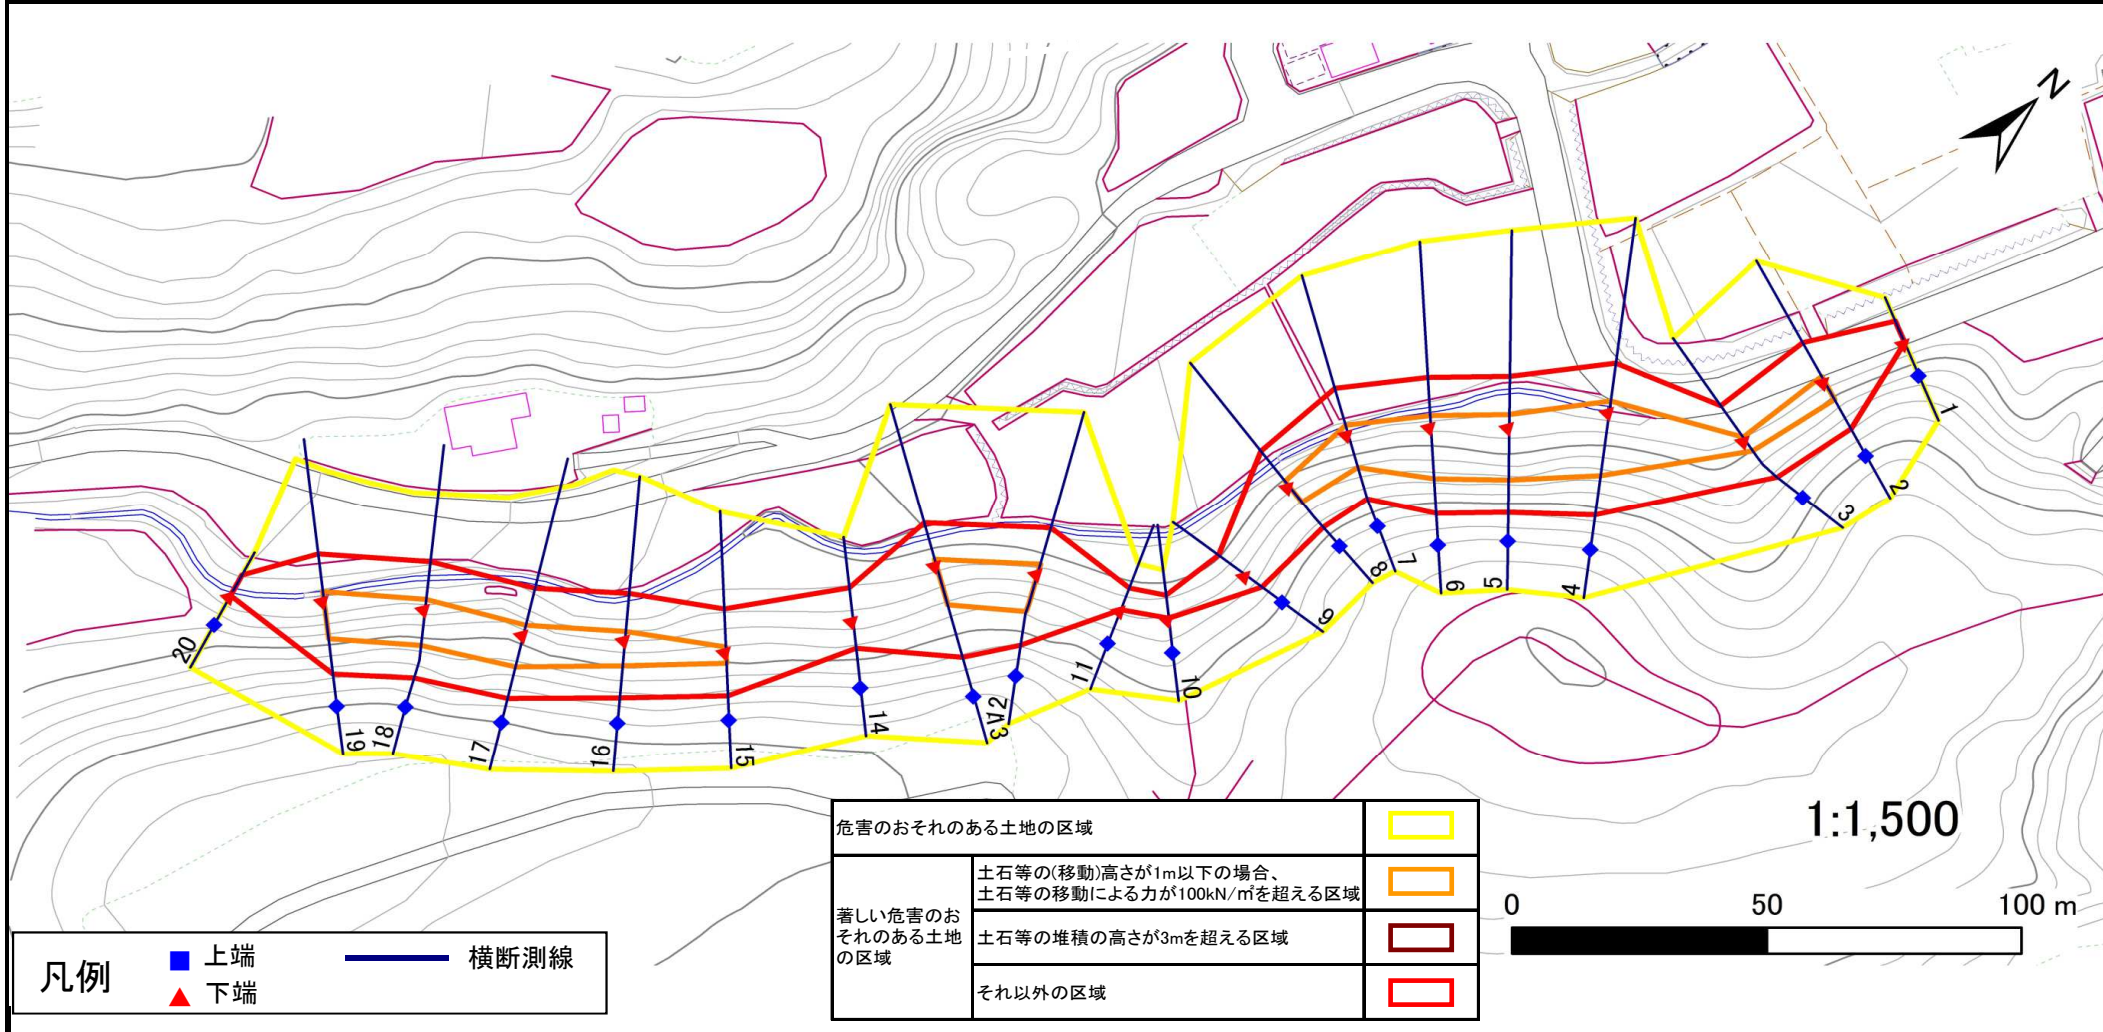 N
1
2
3
4
5
6
7
8
9
10
11
12
13
14
15
16
17
18
19
20
危害のおそれのある土地の区域
著しい危害のお
それのある土地
の区域
土石等の(移動)高さが1m以下の場合、
土石等の移動による力が100kN/㎡を超える区域
土石等の堆積の高さが3mを超える区域
それ以外の区域
1:1,500
0 50 100 m
凡例
上端
下端
横断測線